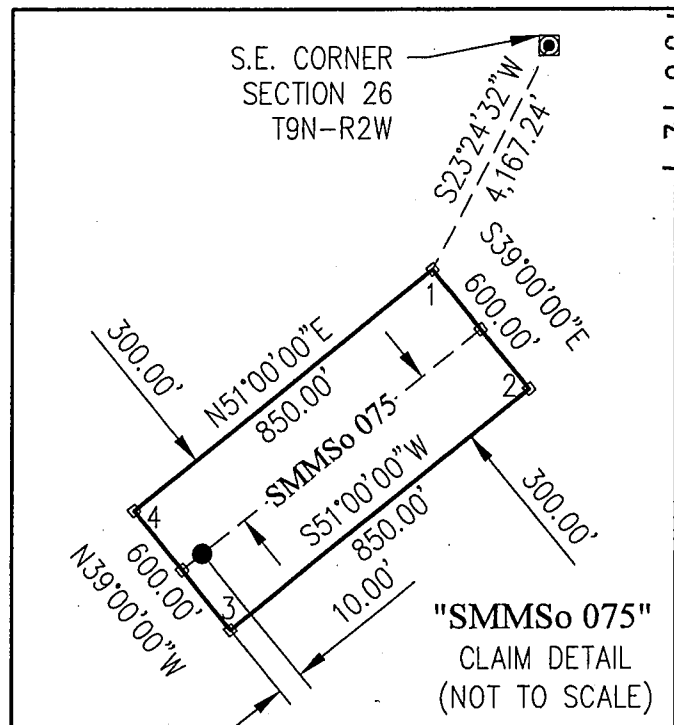 S.E. CORNER
SECTION 26
T9N-R2W
S23°24'32"W
4,167.24'
S39°00'00"E
600.00'
1
2
300.00'
N51°00'00"E
850.00'
SMMSo 075
S51°00'00"W
850.00'
300.00'
4
600.00'
N39°00'00"W
3
10.00'
"SMMSo 075"
CLAIM DETAIL
(NOT TO SCALE)